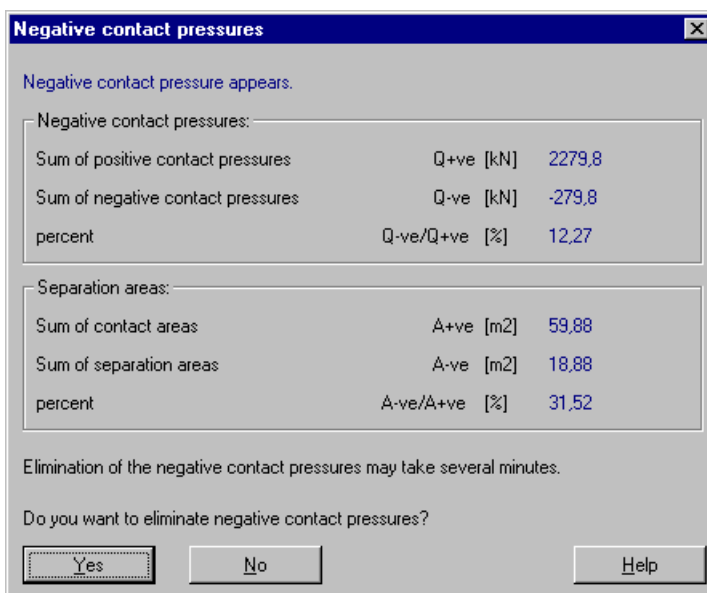 Negative contact pressures
Negative contact pressure appears.
Negative contact pressures:
Sum of positive contact pressures Q+ve [kN] 2279,8
Sum of negative contact pressures Q-ve [kN] -279,8
percent Q-ve/Q+ve [%] 12,27
Separation areas:
Sum of contact areas A+ve [m2] 59,88
Sum of separation areas A-ve [m2] 18,88
percent A-ve/A+ve [%] 31,52
Elimination of the negative contact pressures may take several minutes.
Do you want to eliminate negative contact pressures?
Yes No Help